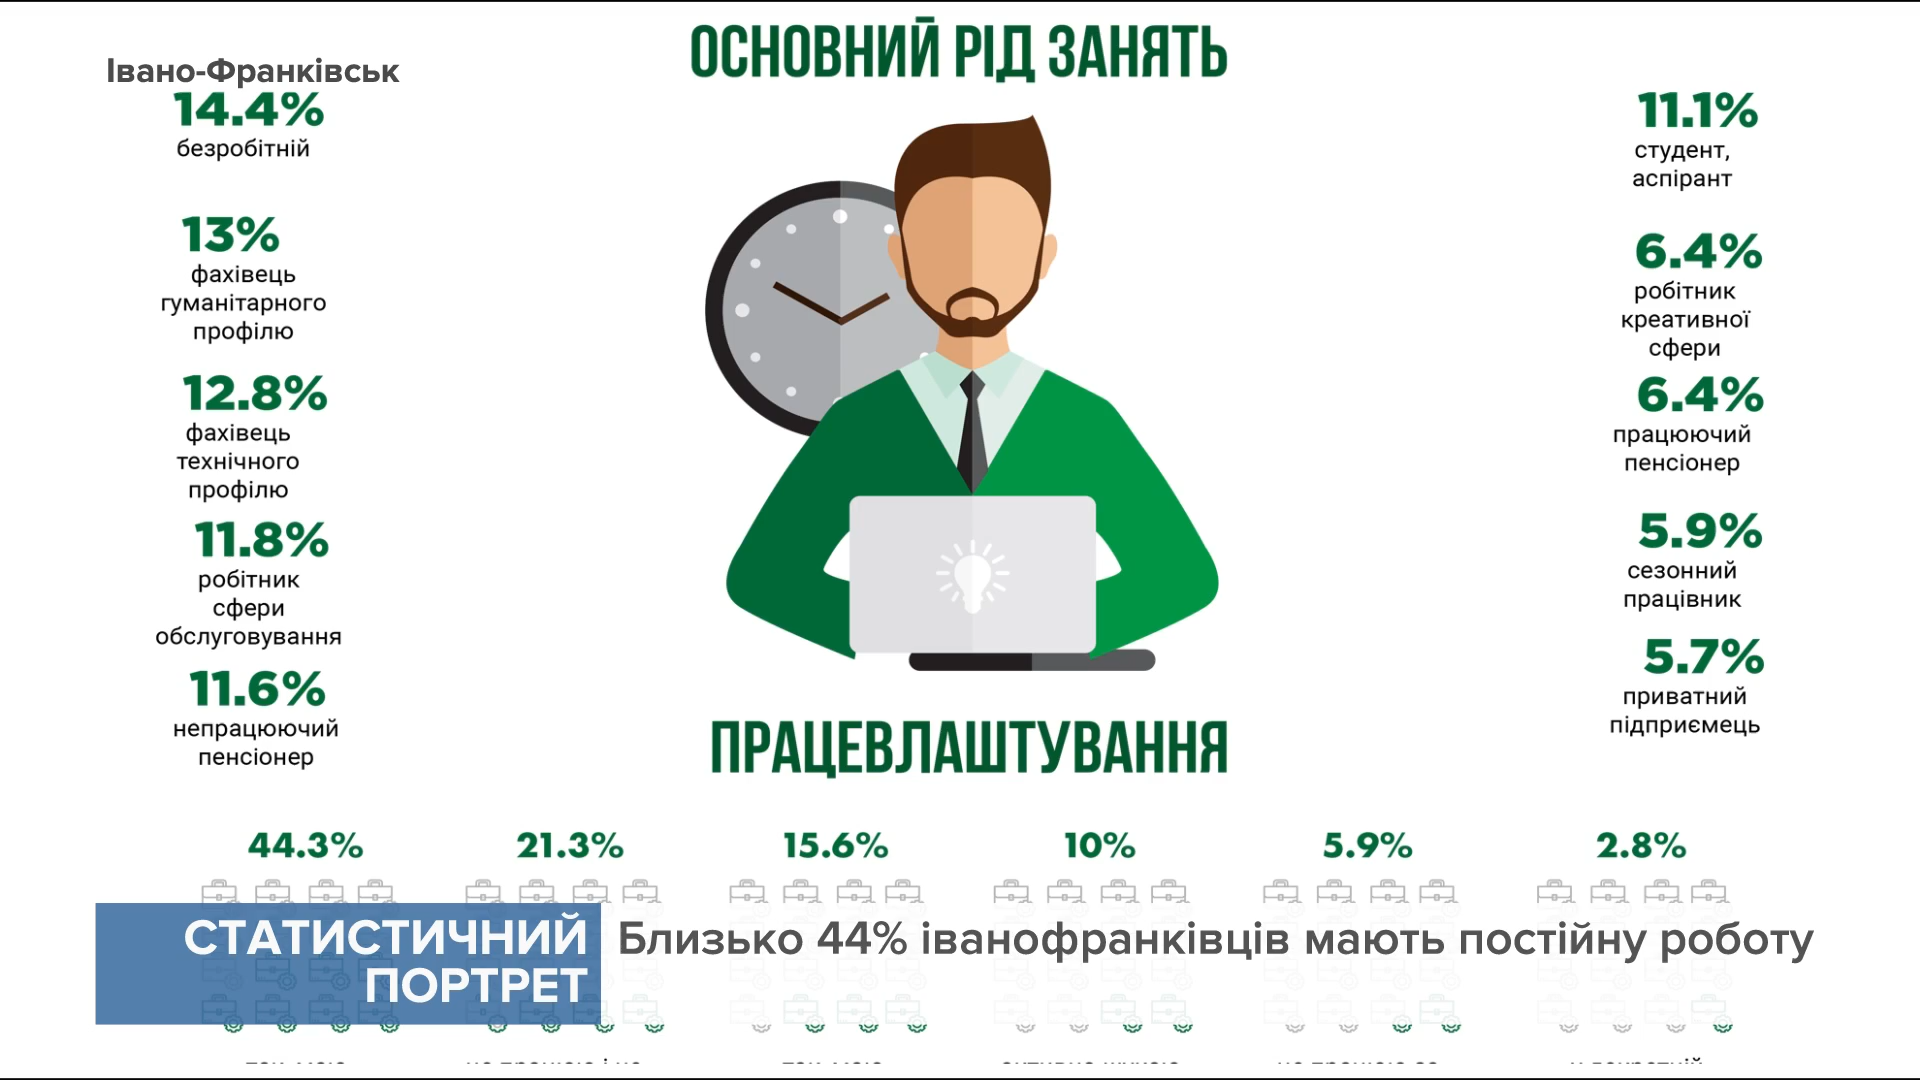 ОСНОВНИЙ РІД ЗАНЯТЬ
Івано-Франківськ
14.4%
безробітній
13%
фахівець
гуманітарного
профілю
12.8%
фахівець
технічного
профілю
11.8%
робітник
сфери
обслуговування
11.6%
непрацюючий
пенсіонер
11.1%
студент,
аспірант
6.4%
робітник
креативної
сфери
6.4%
працюючий
пенсіонер
5.9%
сезонний
працівник
5.7%
приватний
підприємець
ПРАЦЕВЛАШТУВАННЯ
44.3%
21.3%
15.6%
10%
5.9%
2.8%
СТАТИСТИЧНИЙ
ПОРТРЕТ
Близько 44% іванофранківців мають постійну роботу